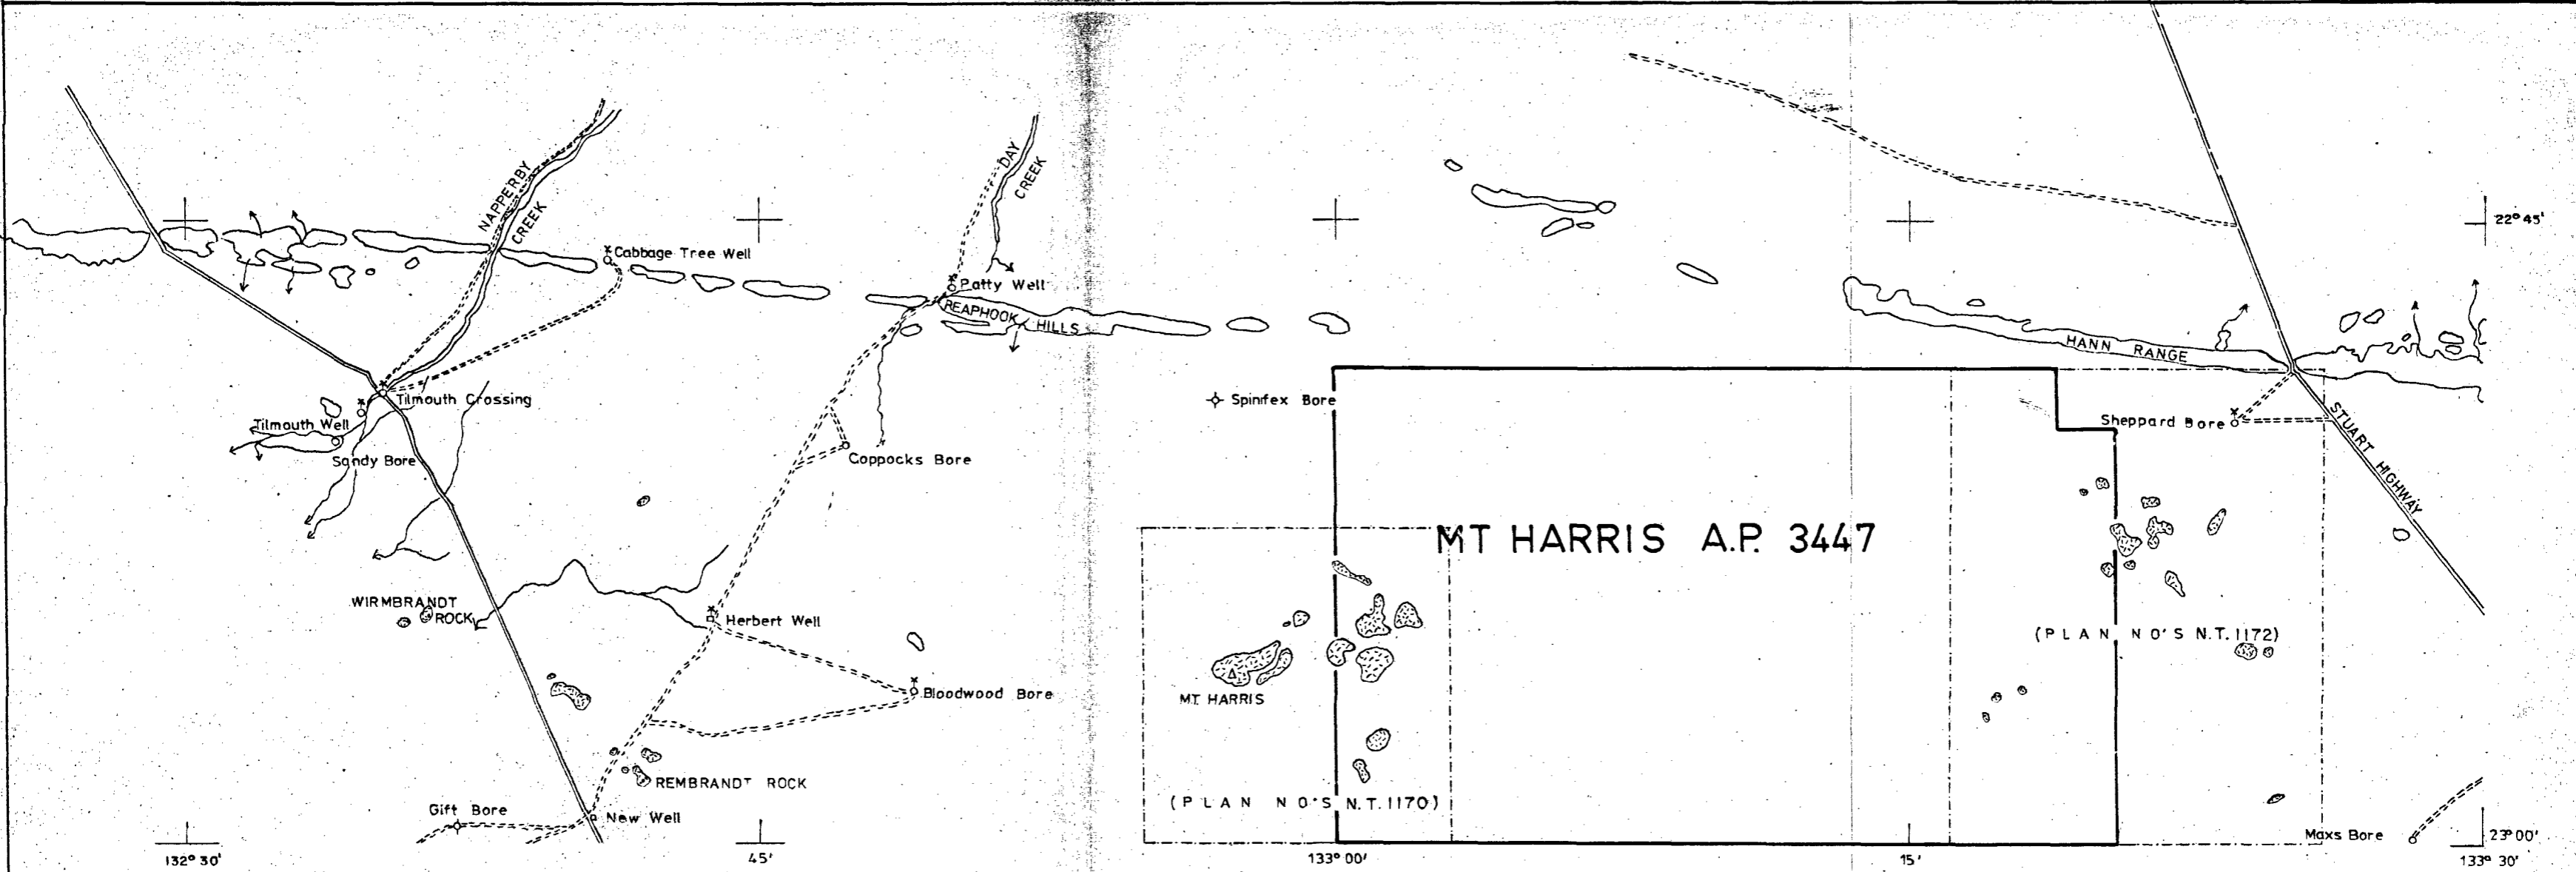 NAPPERBY
CREEK
DAY
CREEK
22° 45'
Cabbage Tree Well
Patty Well
REAPHOOK HILLS
HANN RANGE
Tilmouth Crossing
Spinifex Bore
Tilmouth Well
Sheppard Bore
STUART HIGHWAY
Sandy Bore
Coppocks Bore
MT HARRIS A.P. 3447
WIRMBRANDT
ROCK
Herbert Well
(PLAN NO'S N.T. 1172)
Bloodwood Bore
MT. HARRIS
REMBRANDT ROCK
(PLAN NO'S N.T. 1170)
Gift Bore
New Well
Maxs Bore
23° 00'
132° 30'
45'
133° 00'
15'
133° 30'